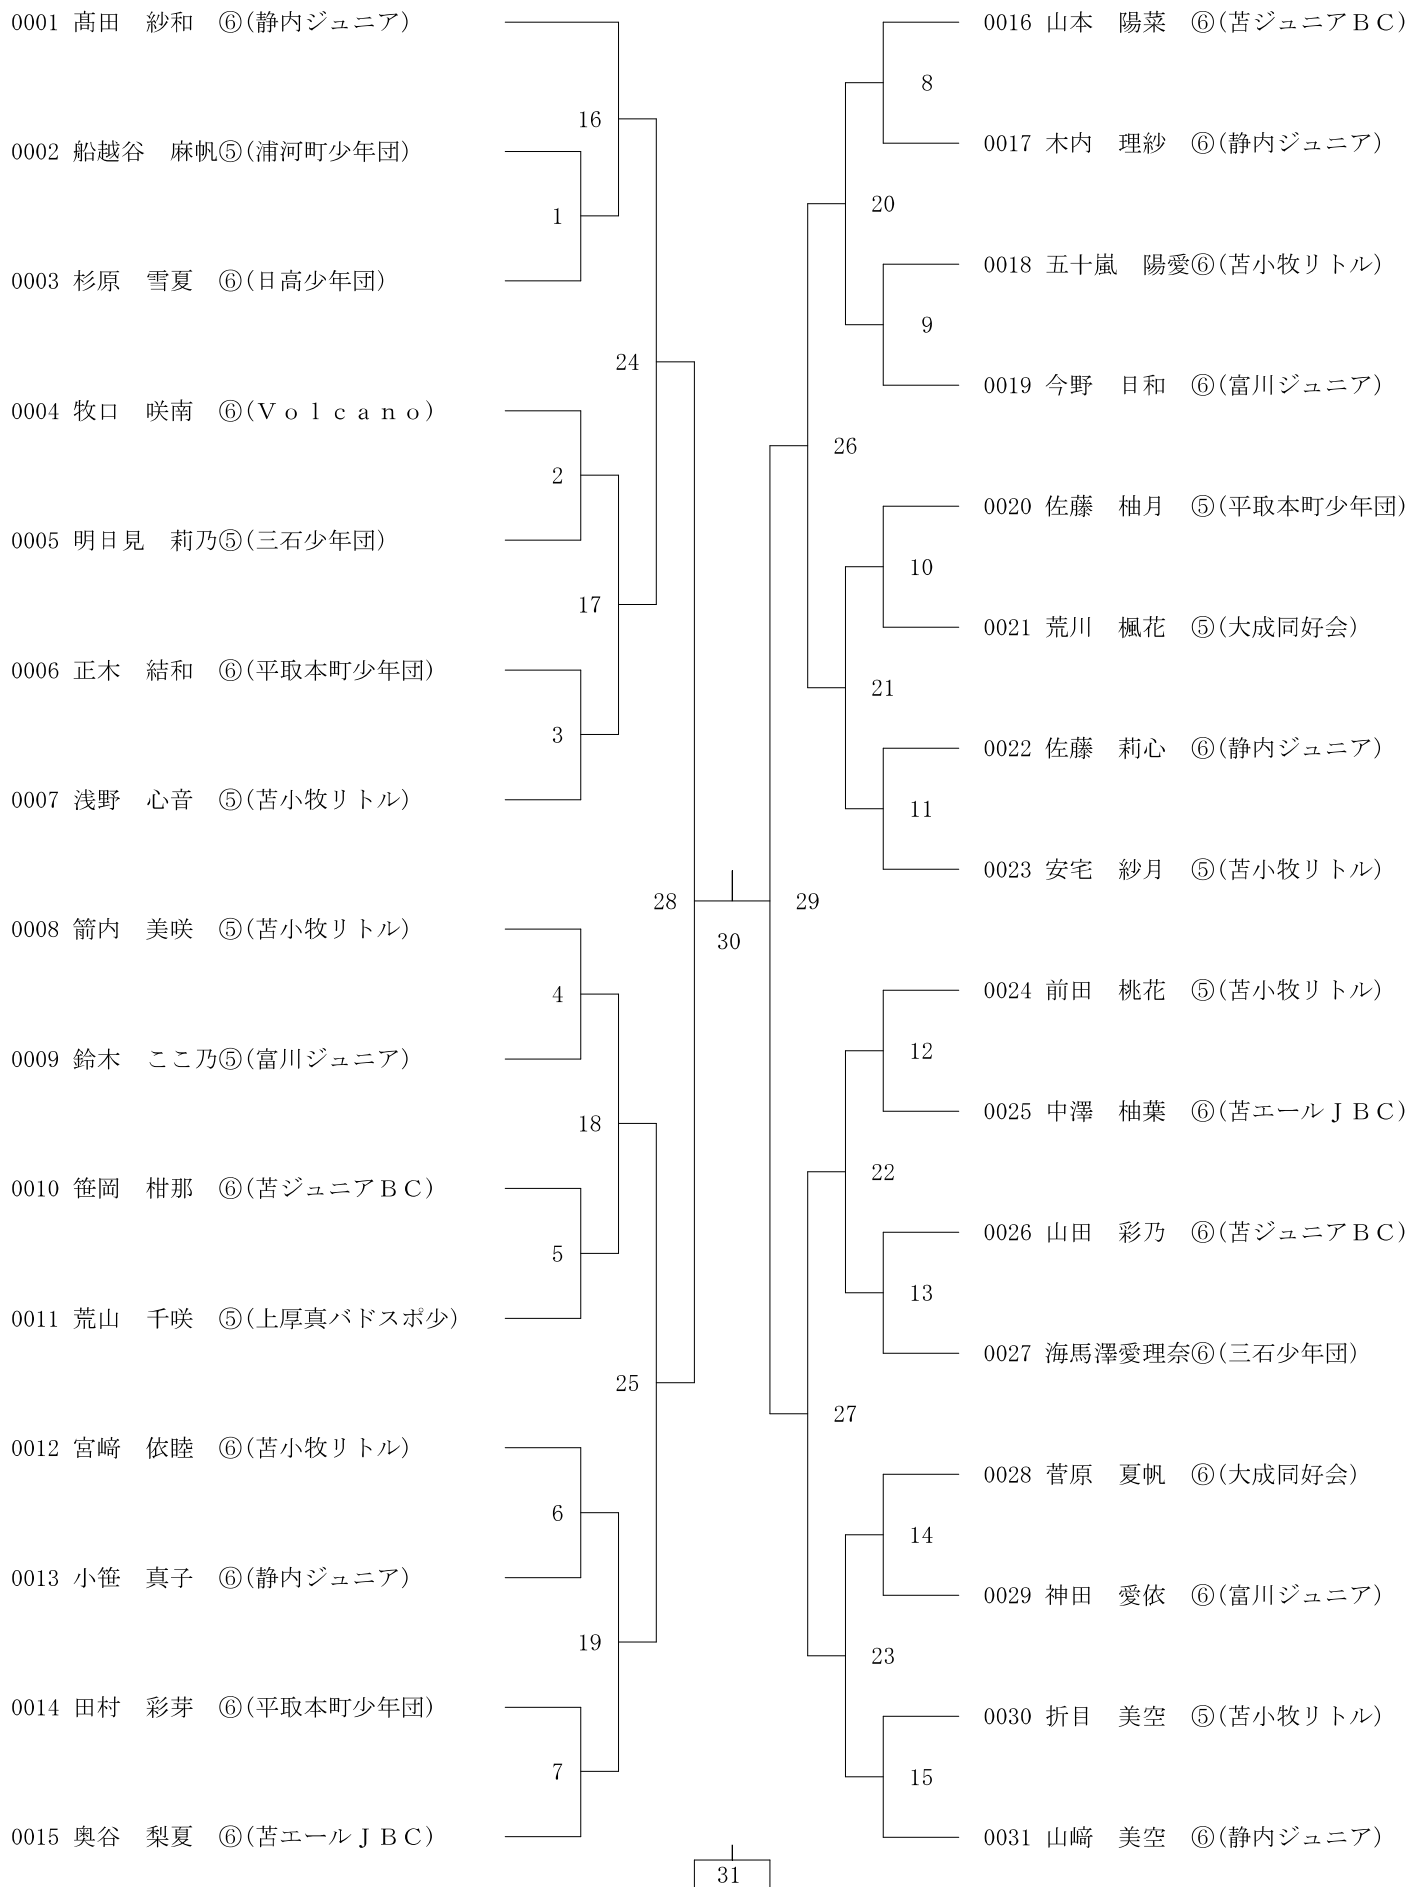 0001 髙田　紗和　⑥(静内ジュニア)
16
0002 船越谷　麻帆⑤(浦河町少年団)
1
0003 杉原　雪夏　⑥(日高少年団)
24
0004 牧口　咲南　⑥(Ｖｏｌｃａｎｏ)
2
0005 明日見　莉乃⑤(三石少年団)
17
0006 正木　結和　⑥(平取本町少年団)
3
0007 浅野　心音　⑤(苫小牧リトル)
28
0008 箭内　美咲　⑤(苫小牧リトル)
4
0009 鈴木　ここ乃⑤(富川ジュニア)
18
0010 笹岡　柑那　⑥(苫ジュニアＢＣ)
5
0011 荒山　千咲　⑤(上厚真バドスポ少)
25
0012 宮﨑　依睦　⑥(苫小牧リトル)
6
0013 小笹　真子　⑥(静内ジュニア)
19
0014 田村　彩芽　⑥(平取本町少年団)
7
0015 奥谷　梨夏　⑥(苫エールＪＢＣ)
30
31
0016 山本　陽菜　⑥(苫ジュニアＢＣ)
8
0017 木内　理紗　⑥(静内ジュニア)
20
0018 五十嵐　陽愛⑥(苫小牧リトル)
9
0019 今野　日和　⑥(富川ジュニア)
26
0020 佐藤　柚月　⑤(平取本町少年団)
10
0021 荒川　楓花　⑤(大成同好会)
21
0022 佐藤　莉心　⑥(静内ジュニア)
11
0023 安宅　紗月　⑤(苫小牧リトル)
29
0024 前田　桃花　⑤(苫小牧リトル)
12
0025 中澤　柚葉　⑥(苫エールＪＢＣ)
22
0026 山田　彩乃　⑥(苫ジュニアＢＣ)
13
0027 海馬澤愛理奈⑥(三石少年団)
27
0028 菅原　夏帆　⑥(大成同好会)
14
0029 神田　愛依　⑥(富川ジュニア)
23
0030 折目　美空　⑤(苫小牧リトル)
15
0031 山﨑　美空　⑥(静内ジュニア)